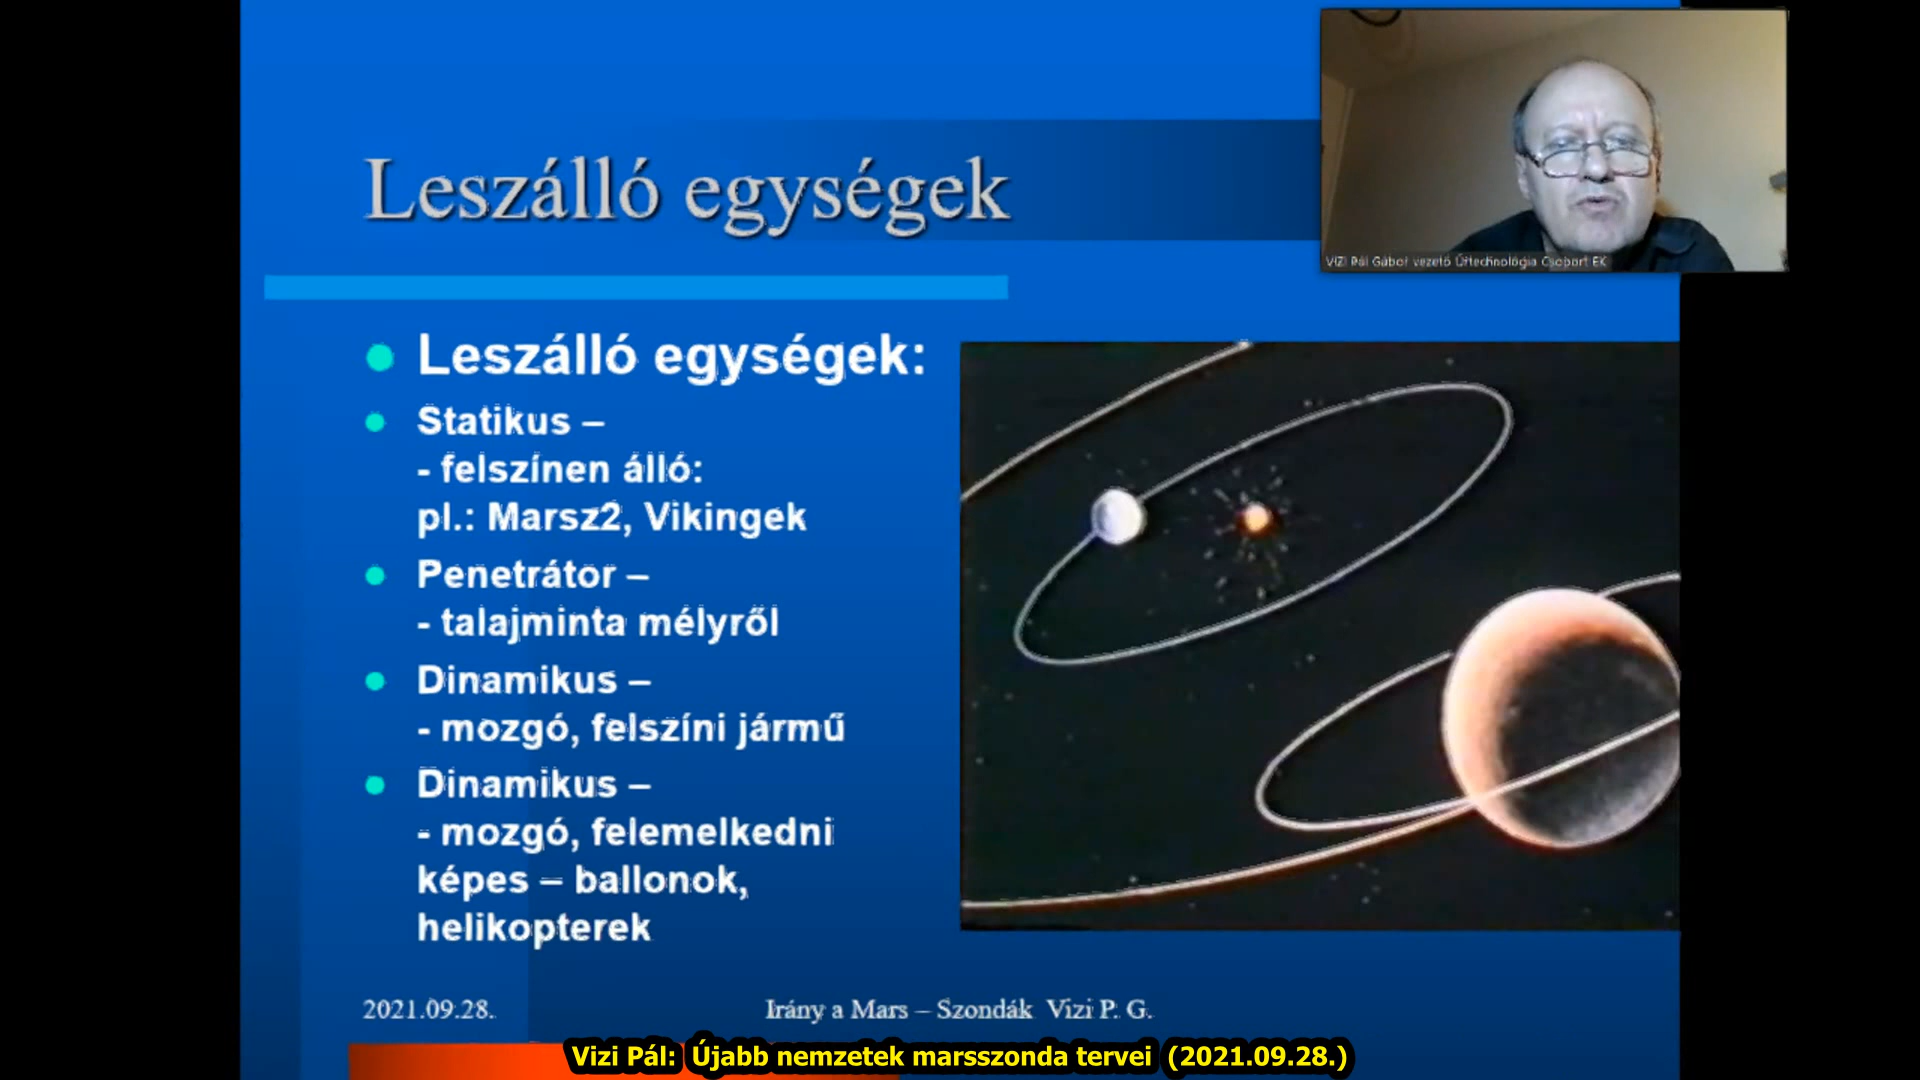 Leszálló egységek
VIZI Pál Gábor vezető Űrtechnológia Csoport EK
Leszálló egységek:
Statikus –
- felszínen álló:
pl.: Marsz2, Vikingek
Penetrátor –
- talajminta mélyről
Dinamikus –
- mozgó, felszíni jármű
Dinamikus –
- mozgó, felemelkedni
képes – ballonok,
helikopterek
2021.09.28.
Irány a Mars – Szondák Vizi P. G.
Vizi Pál: Újabb nemzetek marsszonda tervei (2021.09.28.)